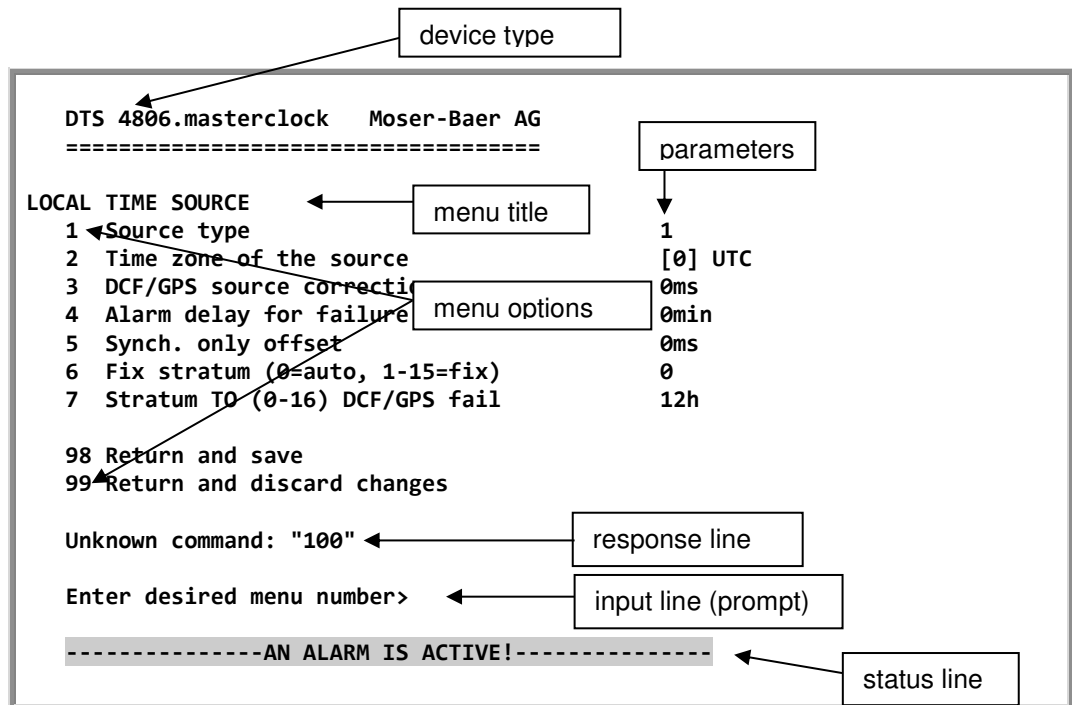 device type
DTS 4806.masterclock Moser-Baer AG
====================================
parameters
LOCAL TIME SOURCE
menu title
1 Source type 1
2 Time zone of the source [0] UTC
3 DCF/GPS source correctio 0ms
menu options
4 Alarm delay for failure 0min
5 Synch. only offset 0ms
6 Fix stratum (0=auto, 1-15=fix) 0
7 Stratum TO (0-16) DCF/GPS fail 12h
98 Return and save
99 Return and discard changes
Unknown command: "100"
response line
Enter desired menu number>
input line (prompt)
---------------AN ALARM IS ACTIVE!---------------
status line